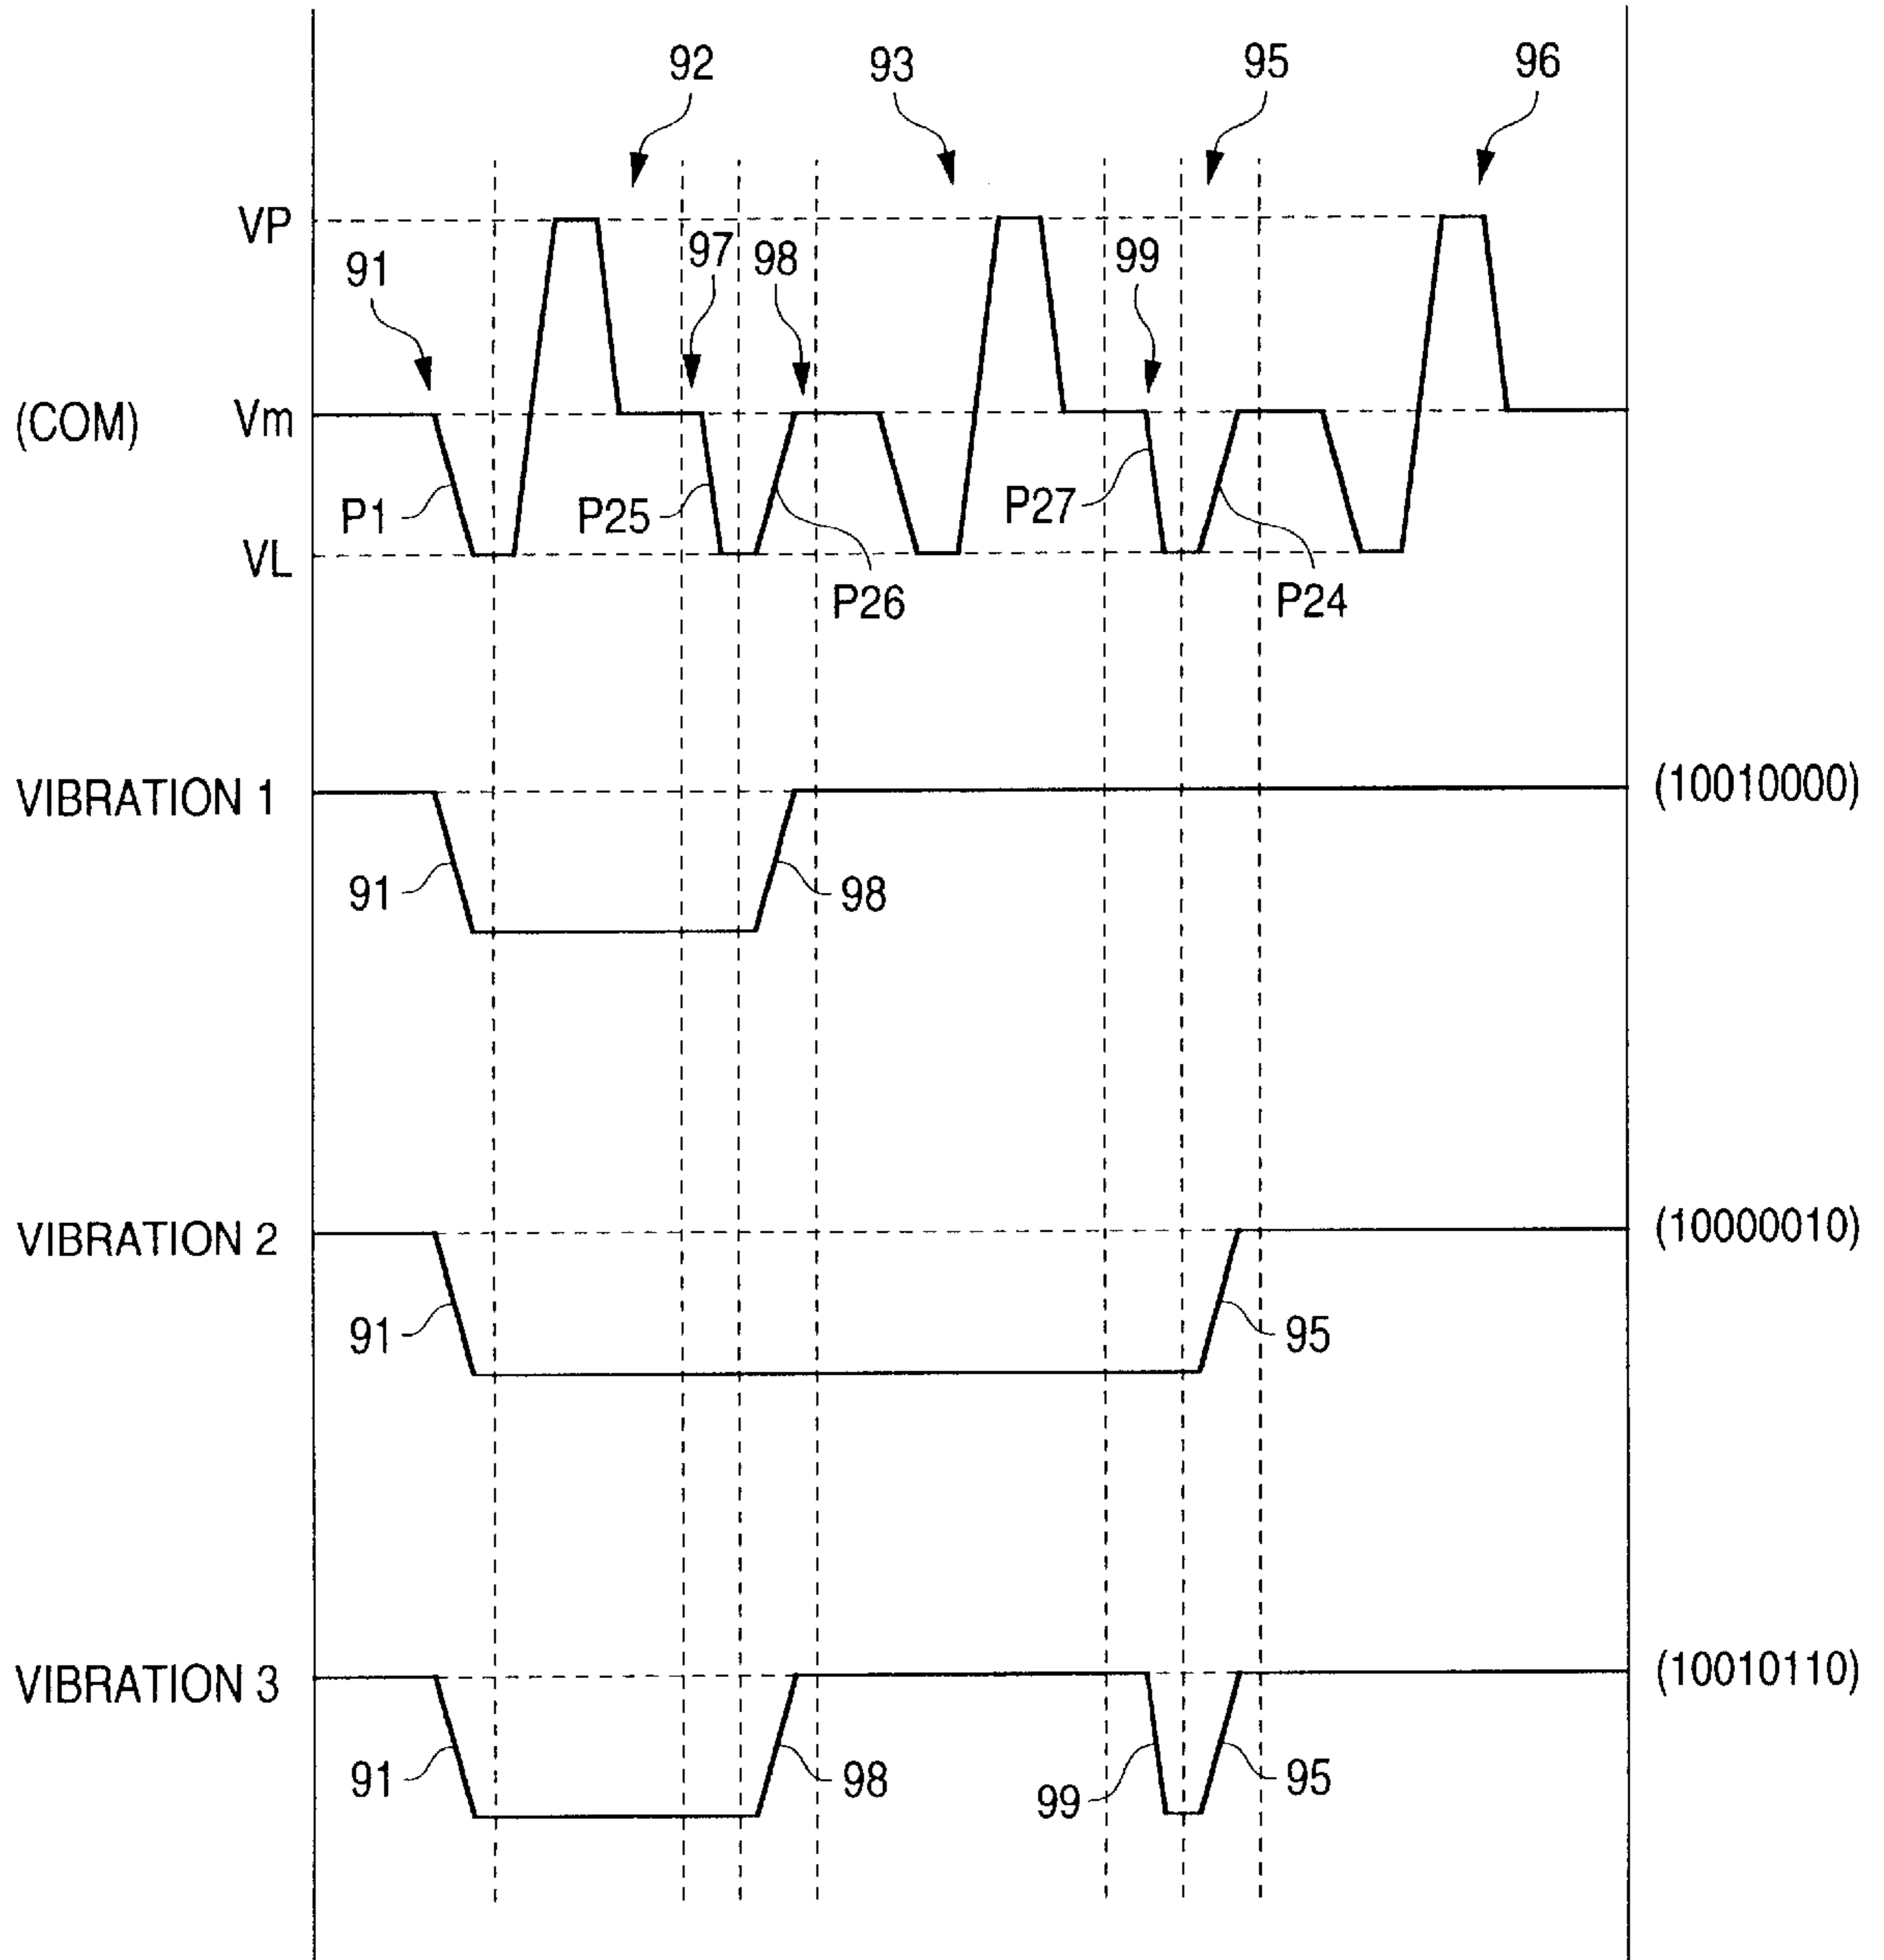 92 93 95 96
VP
91 97 98 99
(COM) Vm
P1 P25 P27
VL
P26 P24
VIBRATION 1 (10010000)
91 98
VIBRATION 2 (10000010)
91 95
VIBRATION 3 (10010110)
91 98 99 95